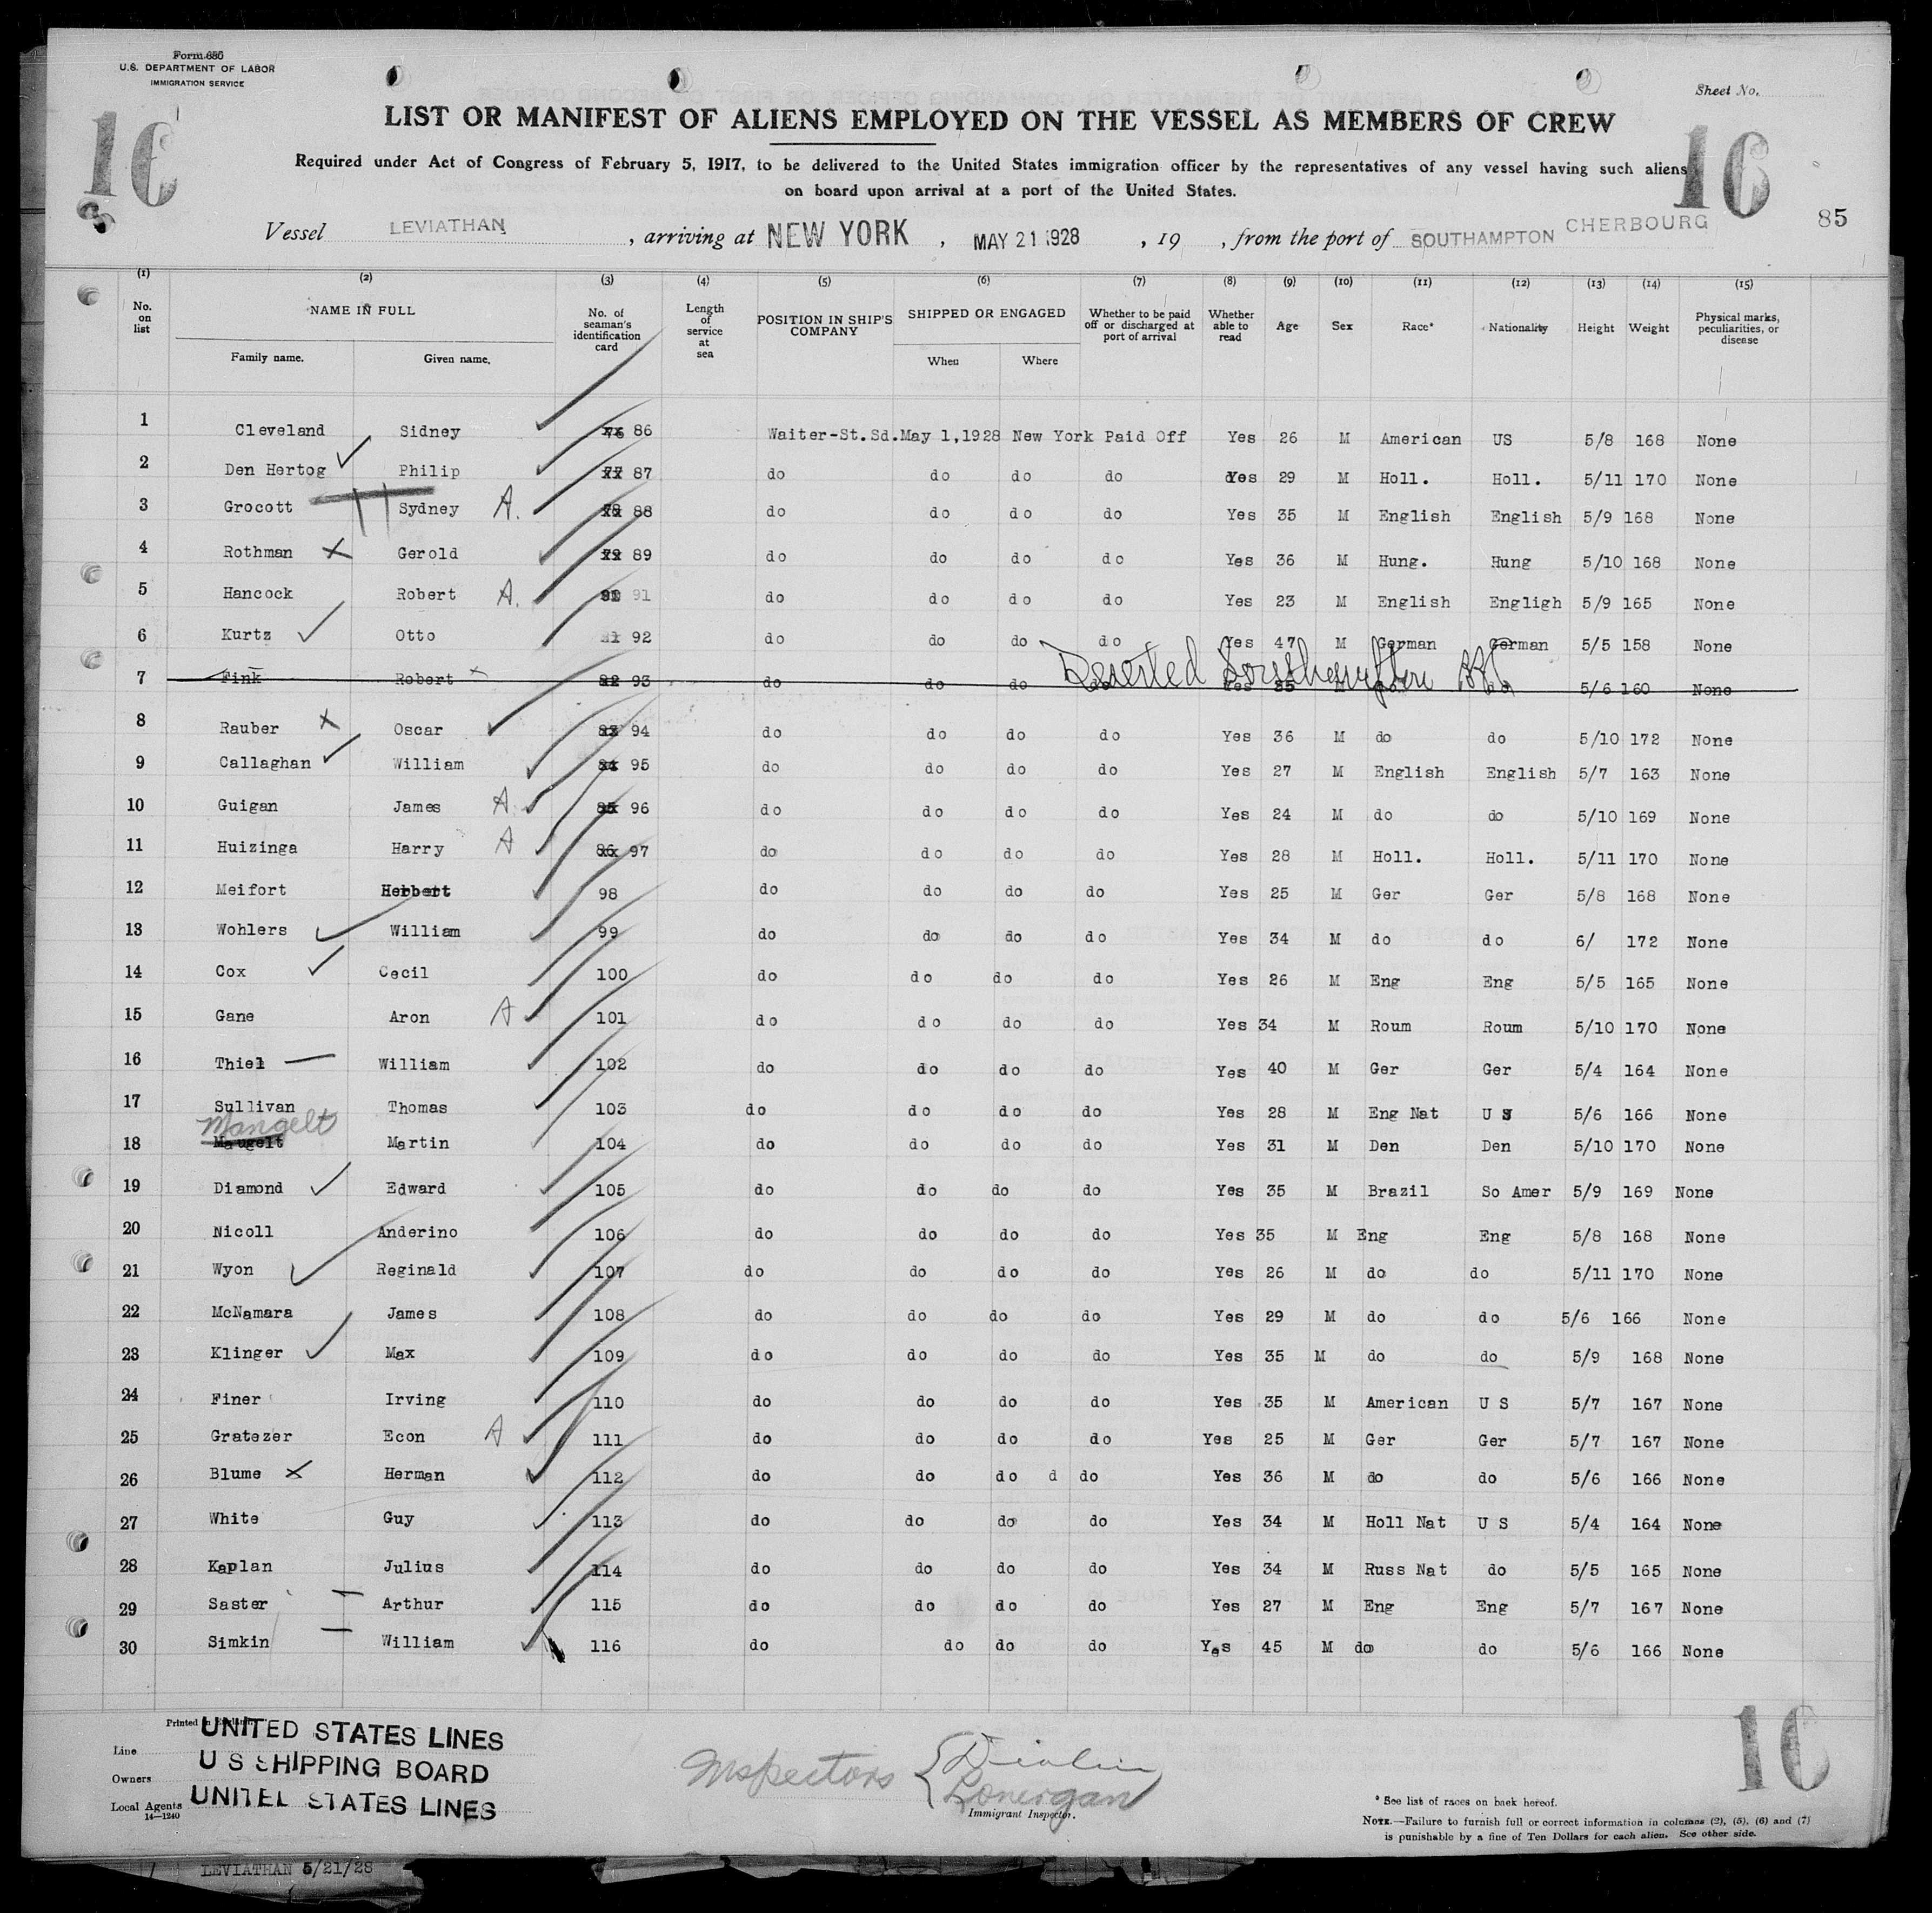 Form 680
U.S. DEPARTMENT OF LABOR
IMMIGRATION SERVICE
Sheet No.
16
16
LIST OR MANIFEST OF ALIENS EMPLOYED ON THE VESSEL AS MEMBERS OF CREW
Required under Act of Congress of February 5, 1917, to be delivered to the United States immigration officer by the representatives of any vessel having such aliens
on board upon arrival at a port of the United States.
85
Vessel LEVIATHAN, arriving at NEW YORK, MAY 21 1928, 19 , from the port of SOUTHAMPTON CHERBOURG
(1) (2) (3) (4) (5) (6) (7) (8) (9) (10) (11) (12) (13) (14) (15)
No. on list NAME IN FULL Family name. Given name. No. of seaman's identification card Length of service at sea POSITION IN SHIP'S COMPANY SHIPPED OR ENGAGED When Where Whether to be paid off or discharged at port of arrival Whether able to read Age Sex Race* Nationality Height Weight Physical marks, peculiarities, or disease
1 Cleveland Sidney 76 86 Waiter-St.Sd. May 1,1928 New York Paid Off Yes 26 M American US 5/8 168 None
2 Den Hertog Philip 77 87 do do do do Yes 29 M Holl. Holl. 5/11 170 None
3 Grocott Sydney A. 78 88 do do do do Yes 35 M English English 5/9 168 None
4 Rothman Gerold 79 89 do do do do Yes 36 M Hung. Hung 5/10 168 None
5 Hancock Robert A. 91 do do do do Yes 23 M English Engligh 5/9 165 None
6 Kurtz Otto 81 92 do do do do Yes 47 M German German 5/5 158 None
7 Fink Robert 82 93 do do do do Yes 35 M do do 5/6 160 None
Deserted Southampton
8 Rauber Oscar 83 94 do do do do Yes 36 M do do 5/10 172 None
9 Callaghan William 84 95 do do do do Yes 27 M English English 5/7 163 None
10 Guigan James A 85 96 do do do do Yes 24 M do do 5/10 169 None
11 Huizinga Harry A 86 97 do do do do Yes 28 M Holl. Holl. 5/11 170 None
12 Meifort Herbert 98 do do do do Yes 25 M Ger Ger 5/8 168 None
13 Wohlers William 99 do do do do Yes 34 M do do 6/ 172 None
14 Cox Cecil 100 do do do do Yes 26 M Eng Eng 5/5 165 None
15 Gane Aron A 101 do do do do Yes 34 M Roum Roum 5/10 170 None
16 Thiel William 102 do do do do Yes 40 M Ger Ger 5/4 164 None
17 Sullivan Thomas 103 do do do do Yes 28 M Eng Nat U S 5/6 166 None
Mangelt
18 Maugelt Martin 104 do do do do Yes 31 M Den Den 5/10 170 None
19 Diamond Edward 105 do do do do Yes 35 M Brazil So Amer 5/9 169 None
20 Nicoll Anderino 106 do do do do Yes 35 M Eng Eng 5/8 168 None
21 Wyon Reginald 107 do do do do Yes 26 M do do 5/11 170 None
22 McNamara James 108 do do do do Yes 29 M do do 5/6 166 None
23 Klinger Max 109 do do do do Yes 35 M do do 5/9 168 None
24 Finer Irving 110 do do do do Yes 35 M American U S 5/7 167 None
25 Gratezer Econ A 111 do do do do Yes 25 M Ger Ger 5/7 167 None
26 Blume Herman 112 do do do d do Yes 36 M do do 5/6 166 None
27 White Guy 113 do do do do Yes 34 M Holl Nat U S 5/4 164 None
28 Kaplan Julius 114 do do do do Yes 34 M Russ Nat do 5/5 165 None
29 Saster Arthur 115 do do do do Yes 27 M Eng Eng 5/7 167 None
30 Simkin William 116 do do do do Yes 45 M do do 5/6 166 None
Printed in England.
Line UNITED STATES LINES
Owners U S SHIPPING BOARD
Local Agents UNITED STATES LINES
14—1240
Inspectors { Devlin
Lonergan
Immigrant Inspector.
16
* See list of races on back hereof.
NOTE.—Failure to furnish full or correct information in columns (2), (5), (6) and (7)
is punishable by a fine of Ten Dollars for each alien. See other side.
LEVIATHAN 5/21/28